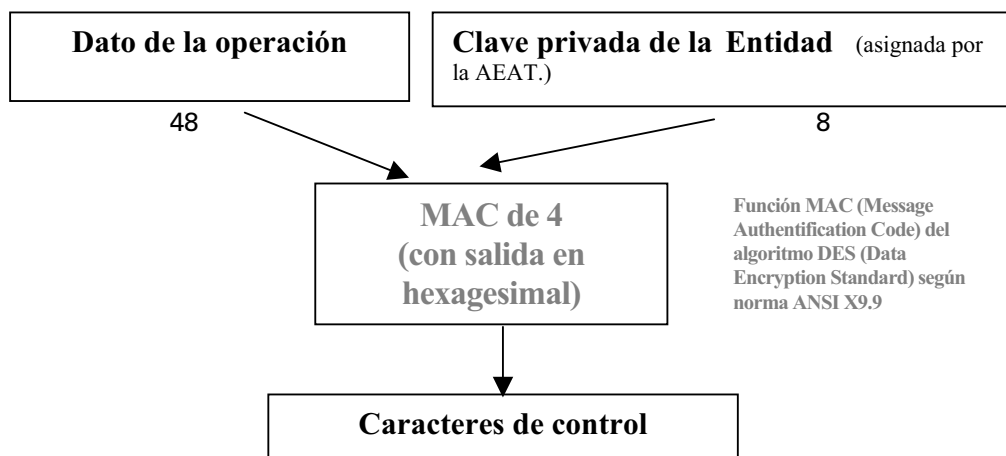 Dato de la operación
Clave privada de la Entidad (asignada por
la AEAT.)
48
8
MAC de 4
(con salida en
hexagesimal)
Función MAC (Message
Authentification Code) del
algoritmo DES (Data
Encryption Standard) según
norma ANSI X9.9
Caracteres de control